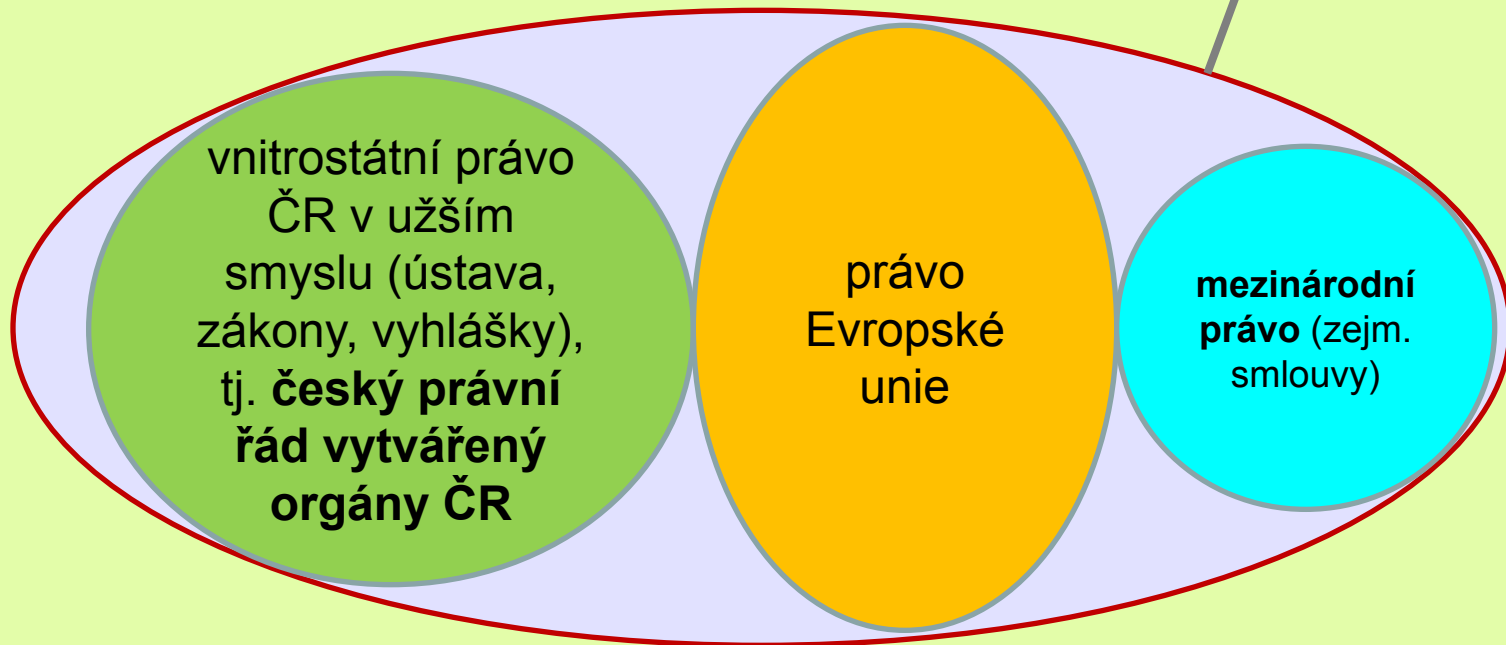 vnitrostátní právo
ČR v užším
smyslu (ústava,
zákony, vyhlášky),
tj. český právní
řád vytvářený
orgány ČR
právo
Evropské
unie
mezinárodní
právo (zejm.
smlouvy)